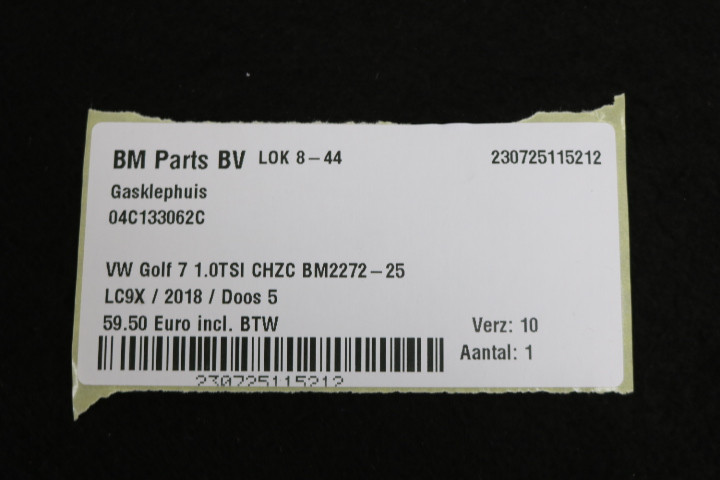 BM Parts BV LOK 8-44 230725115212
Gasklephuis
04C133062C
VW Golf 7 1.0TSI CHZC BM2272-25
LC9X / 2018 / Doos 5
59.50 Euro incl. BTW Verz: 10
Aantal: 1
230725115212